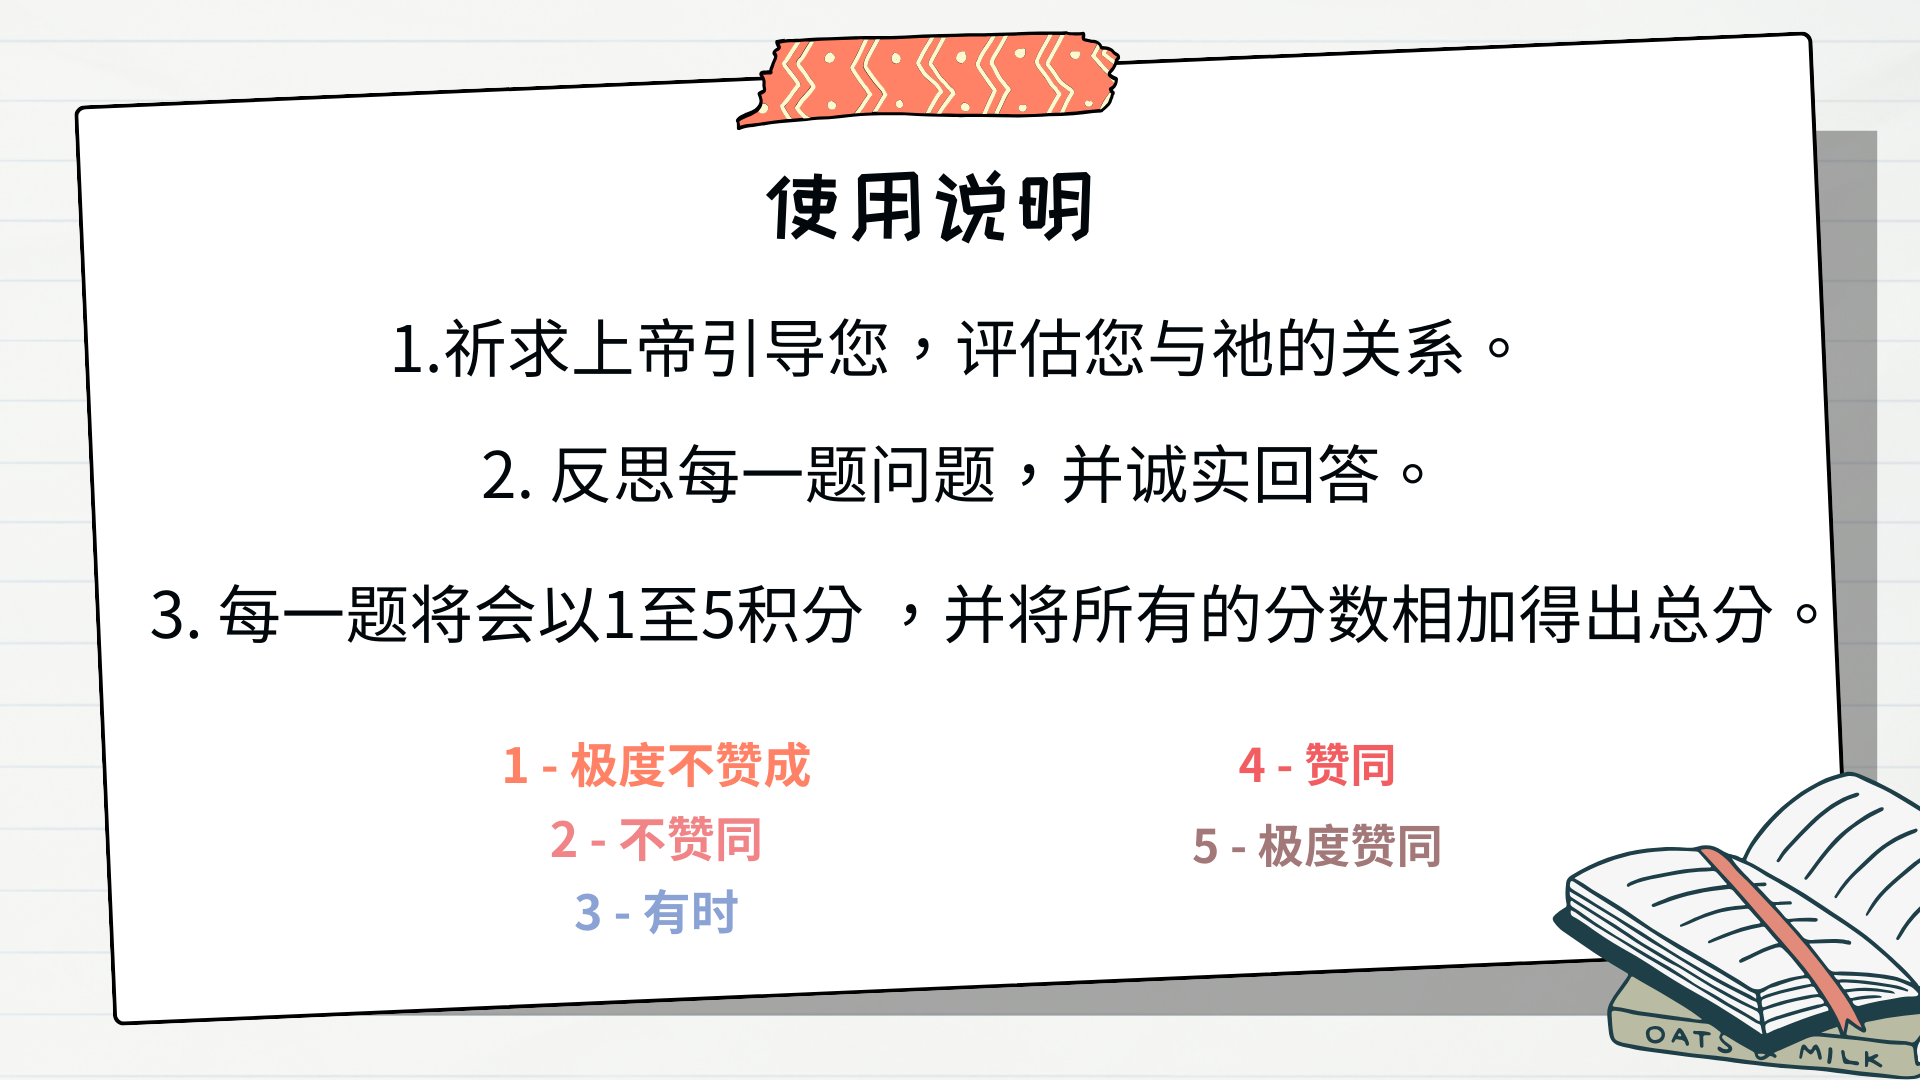 使用说明
1.祈求上帝引导您，评估您与祂的关系。
2. 反思每一题问题，并诚实回答。
3. 每一题将会以1至5积分 ，并将所有的分数相加得出总分。
1 - 极度不赞成
2 - 不赞同
3 - 有时
4 - 赞同
5 - 极度赞同
OATS & MILK